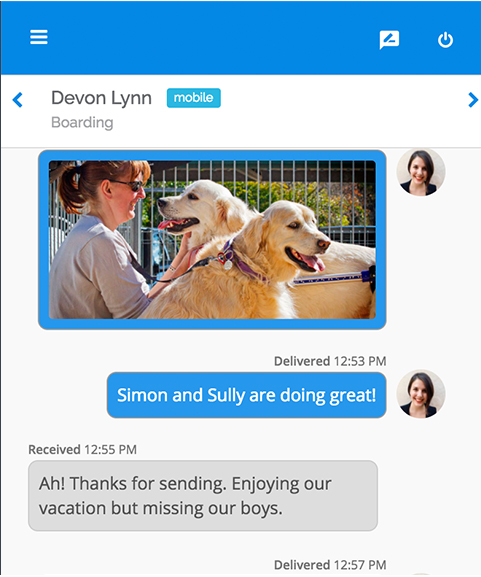 Devon Lynn mobile
Boarding
Delivered 12:53 PM
Simon and Sully are doing great!
Received 12:55 PM
Ah! Thanks for sending. Enjoying our
vacation but missing our boys.
Delivered 12:57 PM